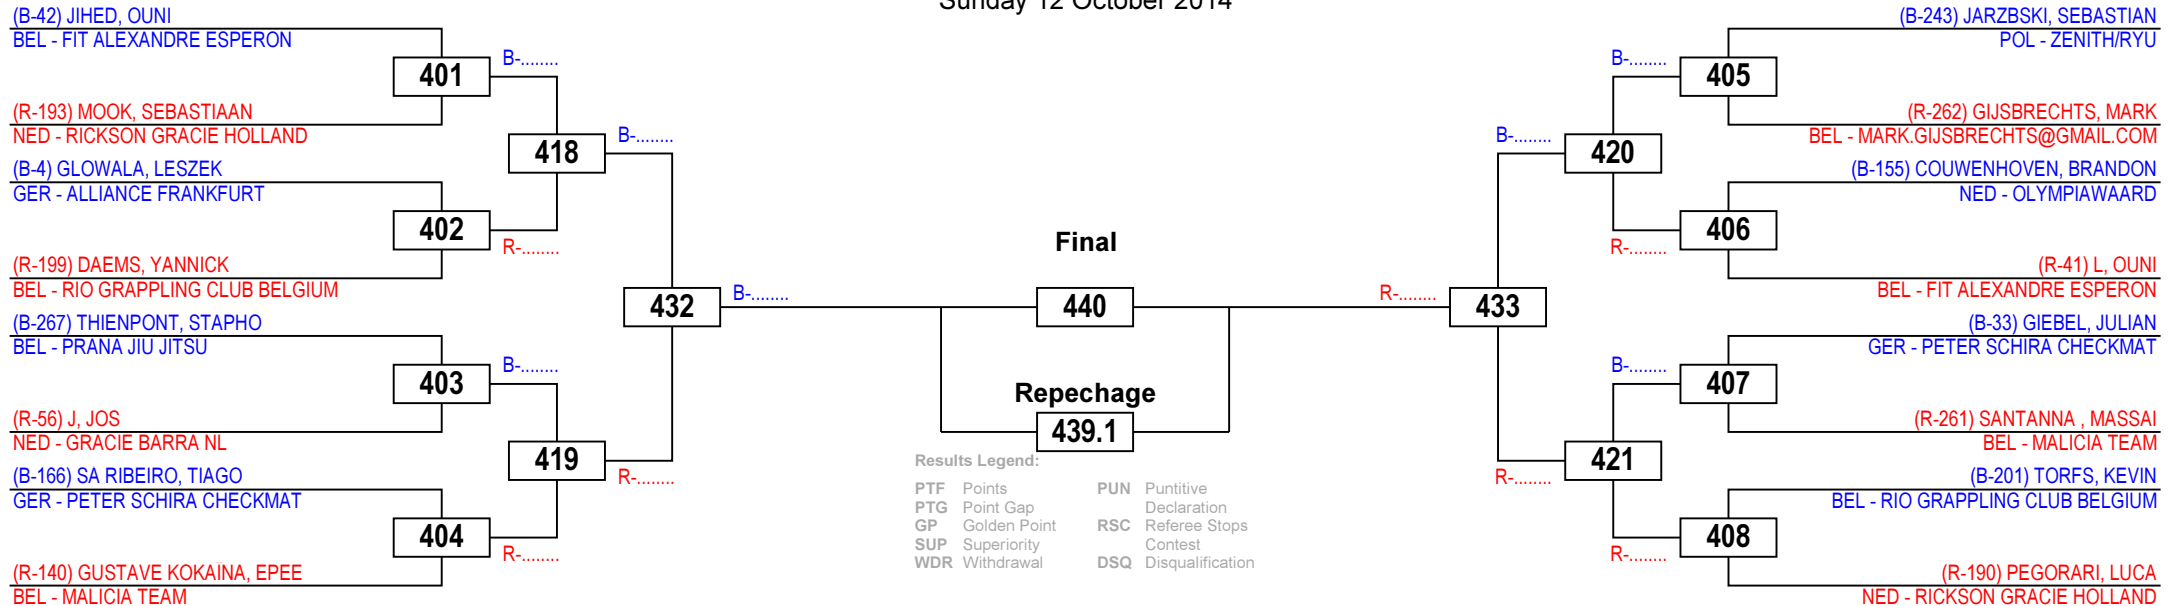 Sunday 12 October 2014
(B-42) JIHED, OUNI
BEL - FIT ALEXANDRE ESPERON
401
B-........
(R-193) MOOK, SEBASTIAAN
NED - RICKSON GRACIE HOLLAND
418
B-........
(B-4) GLOWALA, LESZEK
GER - ALLIANCE FRANKFURT
402
R-........
(R-199) DAEMS, YANNICK
BEL - RIO GRAPPLING CLUB BELGIUM
432
B-........
(B-267) THIENPONT, STAPHO
BEL - PRANA JIU JITSU
403
B-........
(R-56) J, JOS
NED - GRACIE BARRA NL
419
R-........
(B-166) SA RIBEIRO, TIAGO
GER - PETER SCHIRA CHECKMAT
404
R-........
(R-140) GUSTAVE KOKAÏNA, EPEE
BEL - MALICIA TEAM
Final
440
Repechage
439.1
Results Legend:
PTF Points
PTG Point Gap
GP Golden Point
SUP Superiority
WDR Withdrawal
PUN Puntitive
Declaration
RSC Referee Stops
Contest
DSQ Disqualification
(B-243) JARZBSKI, SEBASTIAN
POL - ZENITH/RYU
B-........
405
(R-262) GIJSBRECHTS, MARK
BEL - MARK.GIJSBRECHTS@GMAIL.COM
B-........
420
(B-155) COUWENHOVEN, BRANDON
NED - OLYMPIAWAARD
R-........
406
(R-41) L, OUNI
BEL - FIT ALEXANDRE ESPERON
R-........
433
(B-33) GIEBEL, JULIAN
GER - PETER SCHIRA CHECKMAT
B-........
407
(R-261) SANTANNA , MASSAI
BEL - MALICIA TEAM
421
R-........
(B-201) TORFS, KEVIN
BEL - RIO GRAPPLING CLUB BELGIUM
408
R-........
(R-190) PEGORARI, LUCA
NED - RICKSON GRACIE HOLLAND